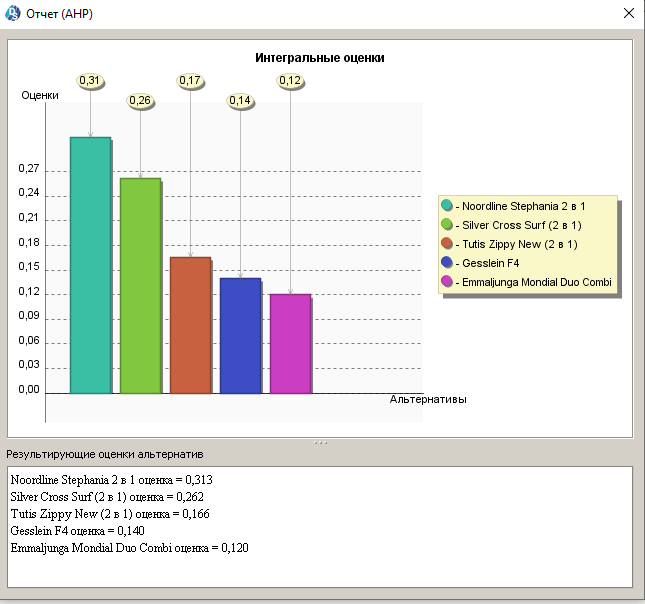 Отчет (AHP)
Интегральные оценки
0,31
0,26
0,17
0,14
0,12
Оценки
0,27
0,24
0,21
0,18
0,15
0,12
0,09
0,06
0,03
0,00
Альтернативы
- Noordline Stephania 2 в 1
- Silver Cross Surf (2 в 1)
- Tutis Zippy New (2 в 1)
- Gesslein F4
- Emmaljunga Mondial Duo Combi
Результирующие оценки альтернатив
Noordline Stephania 2 в 1 оценка = 0,313
Silver Cross Surf (2 в 1) оценка = 0,262
Tutis Zippy New (2 в 1) оценка = 0,166
Gesslein F4 оценка = 0,140
Emmaljunga Mondial Duo Combi оценка = 0,120